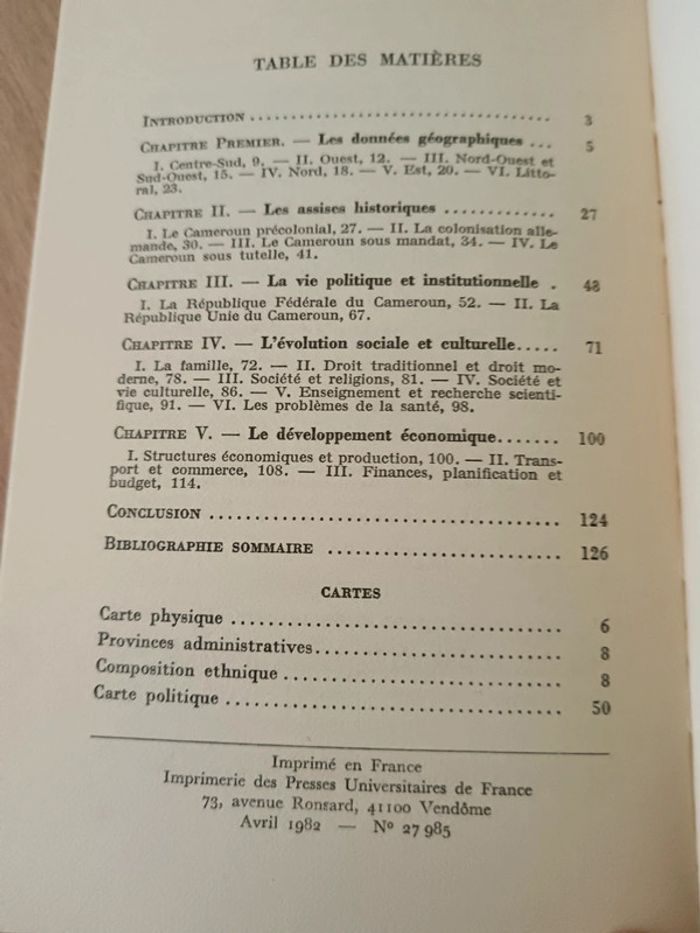 TABLE DES MATIÈRES
INTRODUCTION .................................... 3
CHAPITRE PREMIER. — Les données géographiques ... 5
I. Centre-Sud, 9. — II. Ouest, 12. — III. Nord-Ouest et
Sud-Ouest, 15. — IV. Nord, 18. — V. Est, 20. — VI. Litto-
ral, 23.
CHAPITRE II. — Les assises historiques ............. 27
I. Le Cameroun précolonial, 27. — II. La colonisation alle-
mande, 30. — III. Le Cameroun sous mandat, 34. — IV. Le
Cameroun sous tutelle, 41.
CHAPITRE III. — La vie politique et institutionnelle . 48
I. La République Fédérale du Cameroun, 52. — II. La
République Unie du Cameroun, 67.
CHAPITRE IV. — L'évolution sociale et culturelle..... 71
I. La famille, 72. — II. Droit traditionnel et droit mo-
derne, 78. — III. Société et religions, 81. — IV. Société et
vie culturelle, 86. — V. Enseignement et recherche scienti-
fique, 91. — VI. Les problèmes de la santé, 98.
CHAPITRE V. — Le développement économique....... 100
I. Structures économiques et production, 100. — II. Trans-
port et commerce, 108. — III. Finances, planification et
budget, 114.
CONCLUSION ...................................... 124
BIBLIOGRAPHIE SOMMAIRE ......................... 126
CARTES
Carte physique ................................... 6
Provinces administratives.......................... 8
Composition ethnique ............................. 8
Carte politique ................................... 50
Imprimé en France
Imprimerie des Presses Universitaires de France
73, avenue Ronsard, 41100 Vendôme
Avril 1982 — Nº 27 985